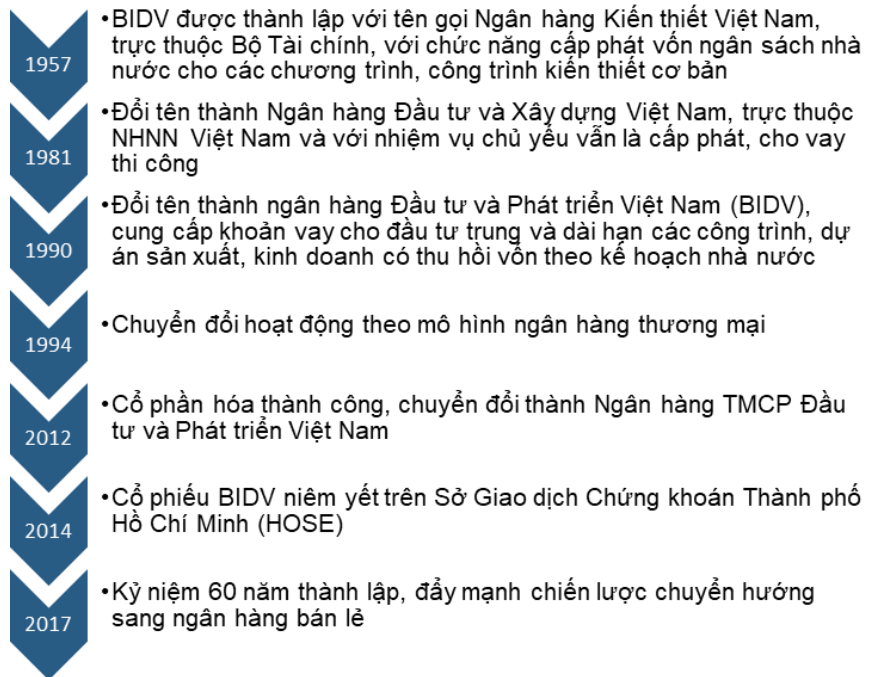 1957
•BIDV được thành lập với tên gọi Ngân hàng Kiến thiết Việt Nam,
trực thuộc Bộ Tài chính, với chức năng cấp phát vốn ngân sách nhà
nước cho các chương trình, công trình kiến thiết cơ bản
1981
•Đổi tên thành Ngân hàng Đầu tư và Xây dựng Việt Nam, trực thuộc
NHNN Việt Nam và với nhiệm vụ chủ yếu vẫn là cấp phát, cho vay
thi công
1990
•Đổi tên thành ngân hàng Đầu tư và Phát triển Việt Nam (BIDV),
cung cấp khoản vay cho đầu tư trung và dài hạn các công trình, dự
án sản xuất, kinh doanh có thu hồi vốn theo kế hoạch nhà nước
1994
•Chuyển đổi hoạt động theo mô hình ngân hàng thương mại
2012
•Cổ phần hóa thành công, chuyển đổi thành Ngân hàng TMCP Đầu
tư và Phát triển Việt Nam
2014
•Cổ phiếu BIDV niêm yết trên Sở Giao dịch Chứng khoán Thành phố
Hồ Chí Minh (HOSE)
2017
•Kỷ niệm 60 năm thành lập, đẩy mạnh chiến lược chuyển hướng
sang ngân hàng bán lẻ